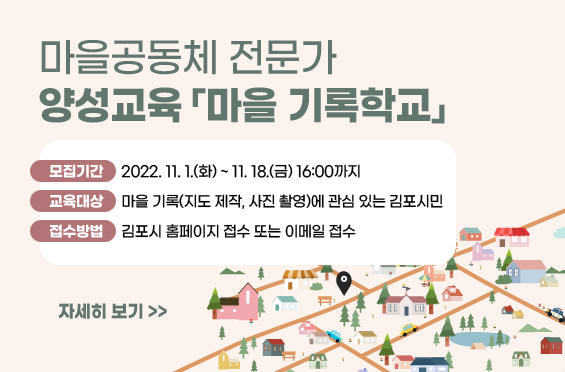 마을공동체 전문가
양성교육 「마을 기록학교」
모집기간 2022. 11. 1.(화) ~ 11. 18.(금) 16:00까지
교육대상 마을 기록(지도 제작, 사진 촬영)에 관심 있는 김포시민
접수방법 김포시 홈페이지 접수 또는 이메일 접수
자세히 보기 >>